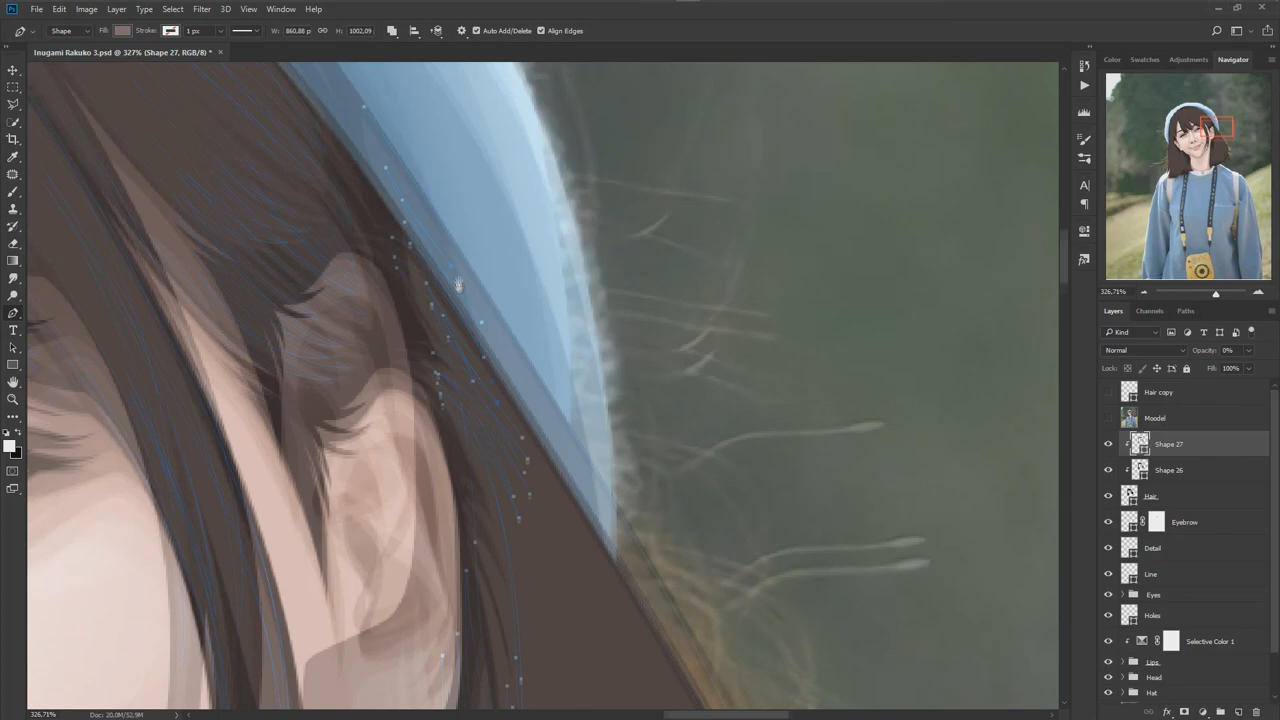 Ps File Edit Image Layer Type Select Filter 3D View Window Help
Shape Fill: Stroke: 1 px W: 860,88 p H: 1002,09 Auto Add/Delete Align Edges
Inugami Rakuko 3.psd @ 327% (Shape 27, RGB/8) * ×
Color Swatches Adjustments Navigator
326,71%
Layers Channels Paths
Kind
Normal Opacity: 0%
Lock: Fill: 100%
Hair copy
Moodel
Shape 27
Shape 26
Hair
Eyebrow
Detail
Line
Eyes
Holes
Selective Color 1
Lips
Head
Hat
326,71% Doc: 20,0M/52,9M